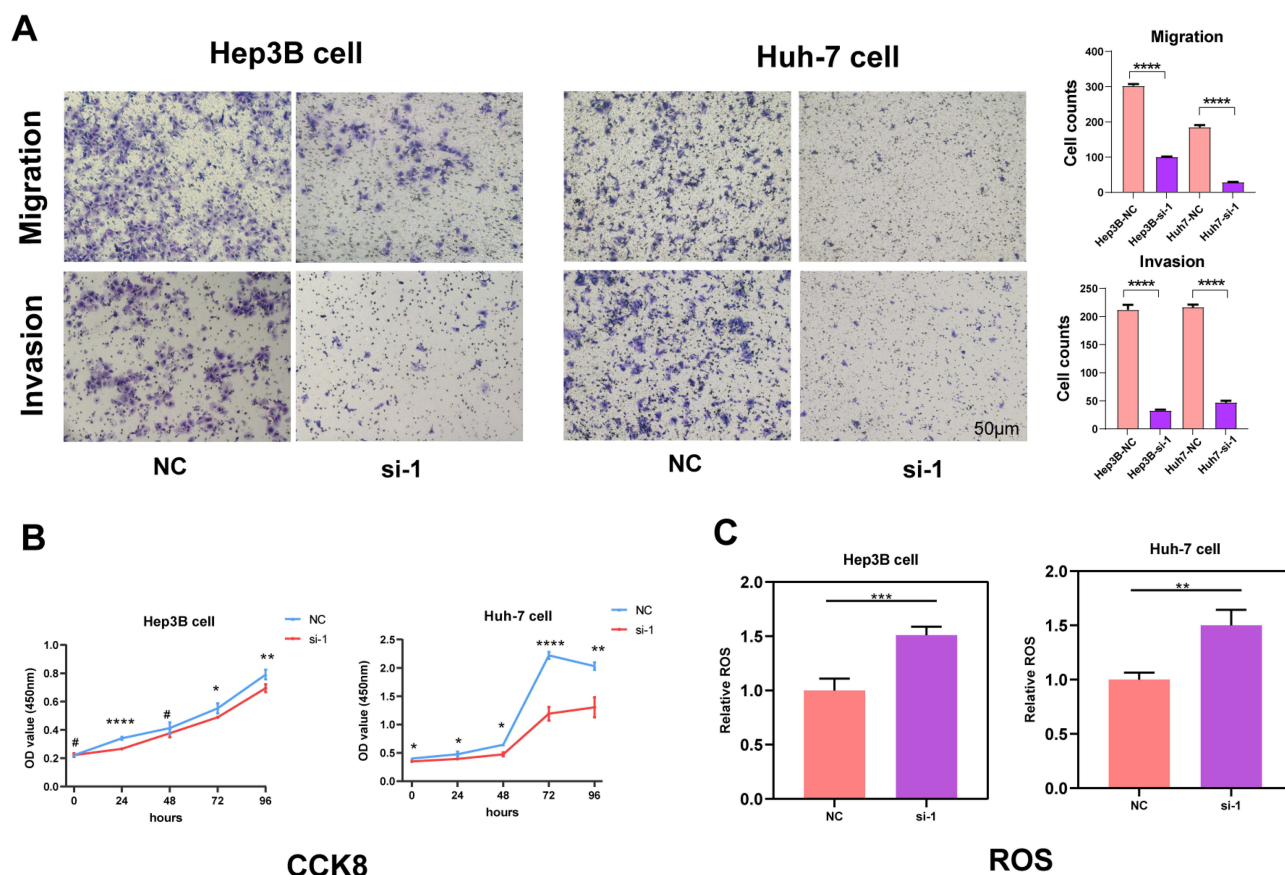 A
Hep3B cell
Huh-7 cell
Migration
Invasion
NC
si-1
NC
si-1
50μm
Migration
Cell counts
400
300
200
100
0
****
****
Hep3B-NC
Hep3B-si-1
Huh7-NC
Huh7-si-1
Invasion
Cell counts
250
200
150
100
50
0
****
****
Hep3B-NC
Hep3B-si-1
Huh7-NC
Huh7-si-1
B
Hep3B cell
NC
si-1
OD value (450nm)
1.0
0.8
0.6
0.4
0.2
0.0
# **** # * **
0 24 48 72 96
hours
Huh-7 cell
NC
si-1
OD value (450nm)
2.5
2.0
1.5
1.0
0.5
0.0
* * * **** **
0 24 48 72 96
hours
CCK8
C
Hep3B cell
Relative ROS
2.0
1.5
1.0
1.5
0.0
***
NC si-1
Huh-7 cell
Relative ROS
2.0
1.5
1.0
1.5
0.0
**
NC si-1
ROS